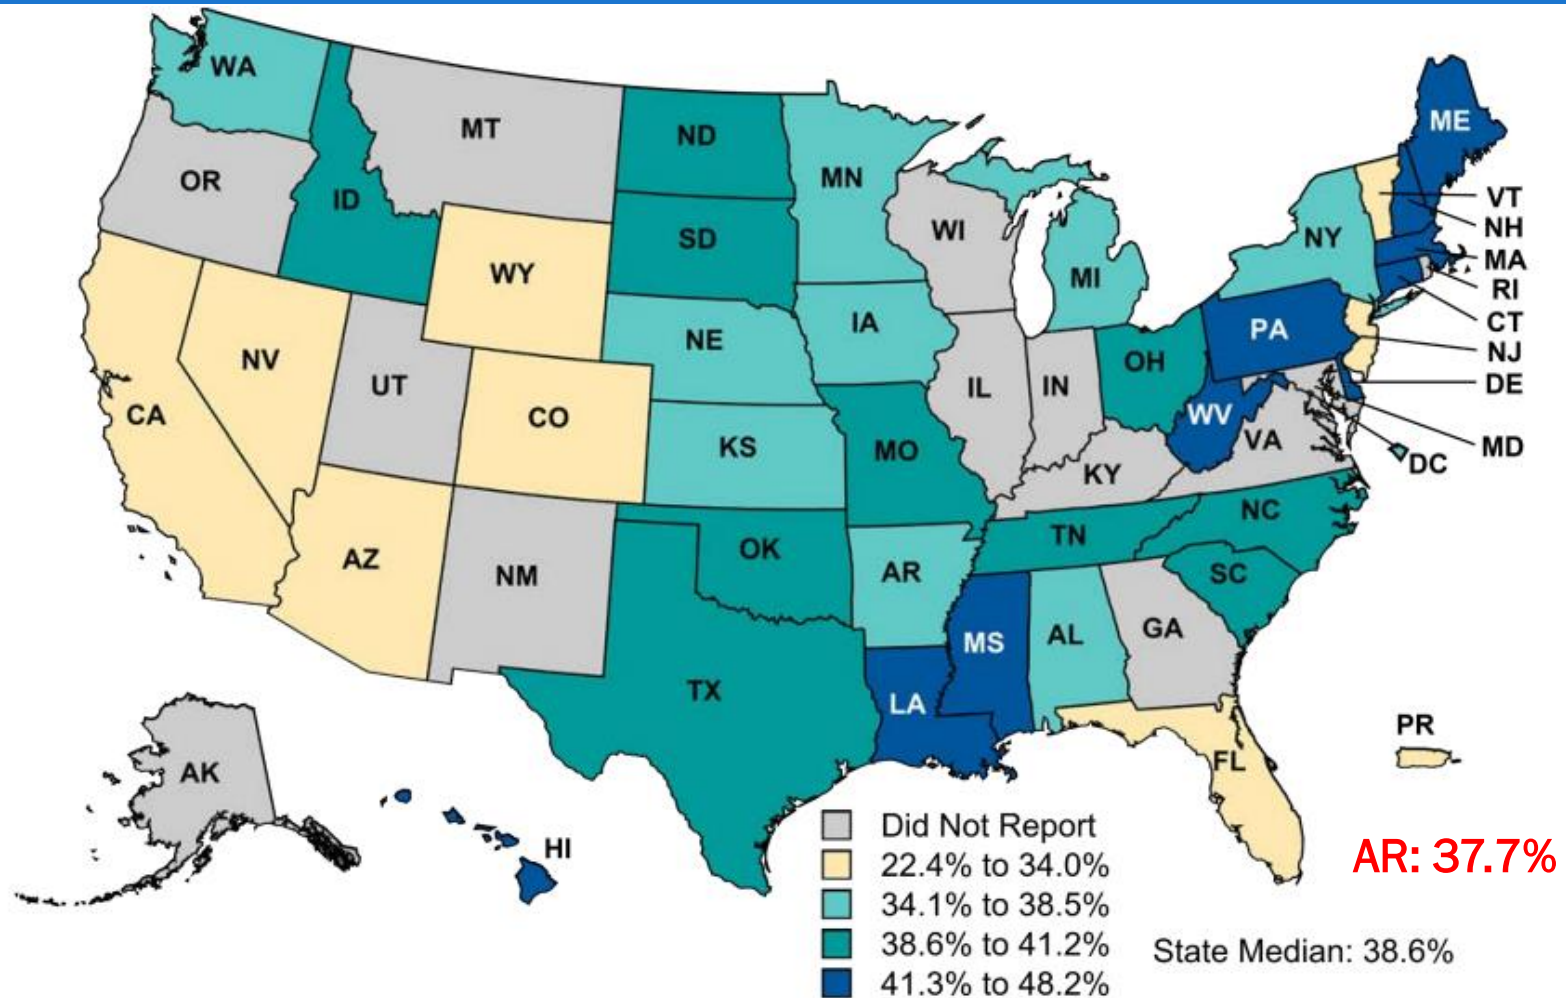 WA
MT
ND
MN
ME
OR
ID
SD
WI
MI
NY
VT
NH
MA
RI
CT
NJ
DE
MD
DC
WY
NE
IA
PA
NV
UT
CO
KS
MO
IL
IN
OH
WV
VA
KY
CA
AZ
NM
OK
AR
TN
NC
SC
TX
LA
MS
AL
GA
FL
PR
AK
HI
Did Not Report
22.4% to 34.0%
34.1% to 38.5%
38.6% to 41.2%
41.3% to 48.2%
AR: 37.7%
State Median: 38.6%